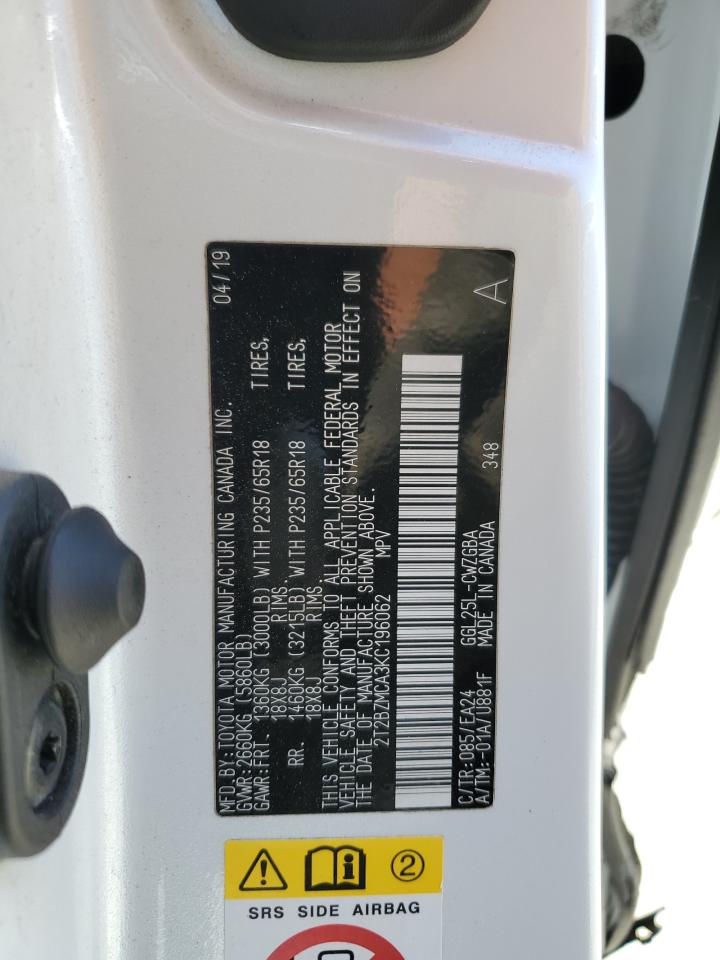 MFD.BY:TOYOTA MOTOR MANUFACTURING CANADA INC. 04/19
GVWR:2660KG (5860LB)
GAWR:FRT. 1360KG (3000LB) WITH P235/65R18 TIRES,
18X8J RIMS
RR. 1460KG (3215LB) WITH P235/65R18 TIRES,
18X8J RIMS.
THIS VEHICLE CONFORMS TO ALL APPLICABLE FEDERAL MOTOR
VEHICLE SAFETY AND THEFT PREVENTION STANDARDS IN EFFECT ON
THE DATE OF MANUFACTURE SHOWN ABOVE.
2T2BZMCA3KC196062 MPV
C/TR:085/EA24 GGL25L-CWZGBA 348 A
A/TM:-01A/U881F MADE IN CANADA
2
SRS SIDE AIRBAG